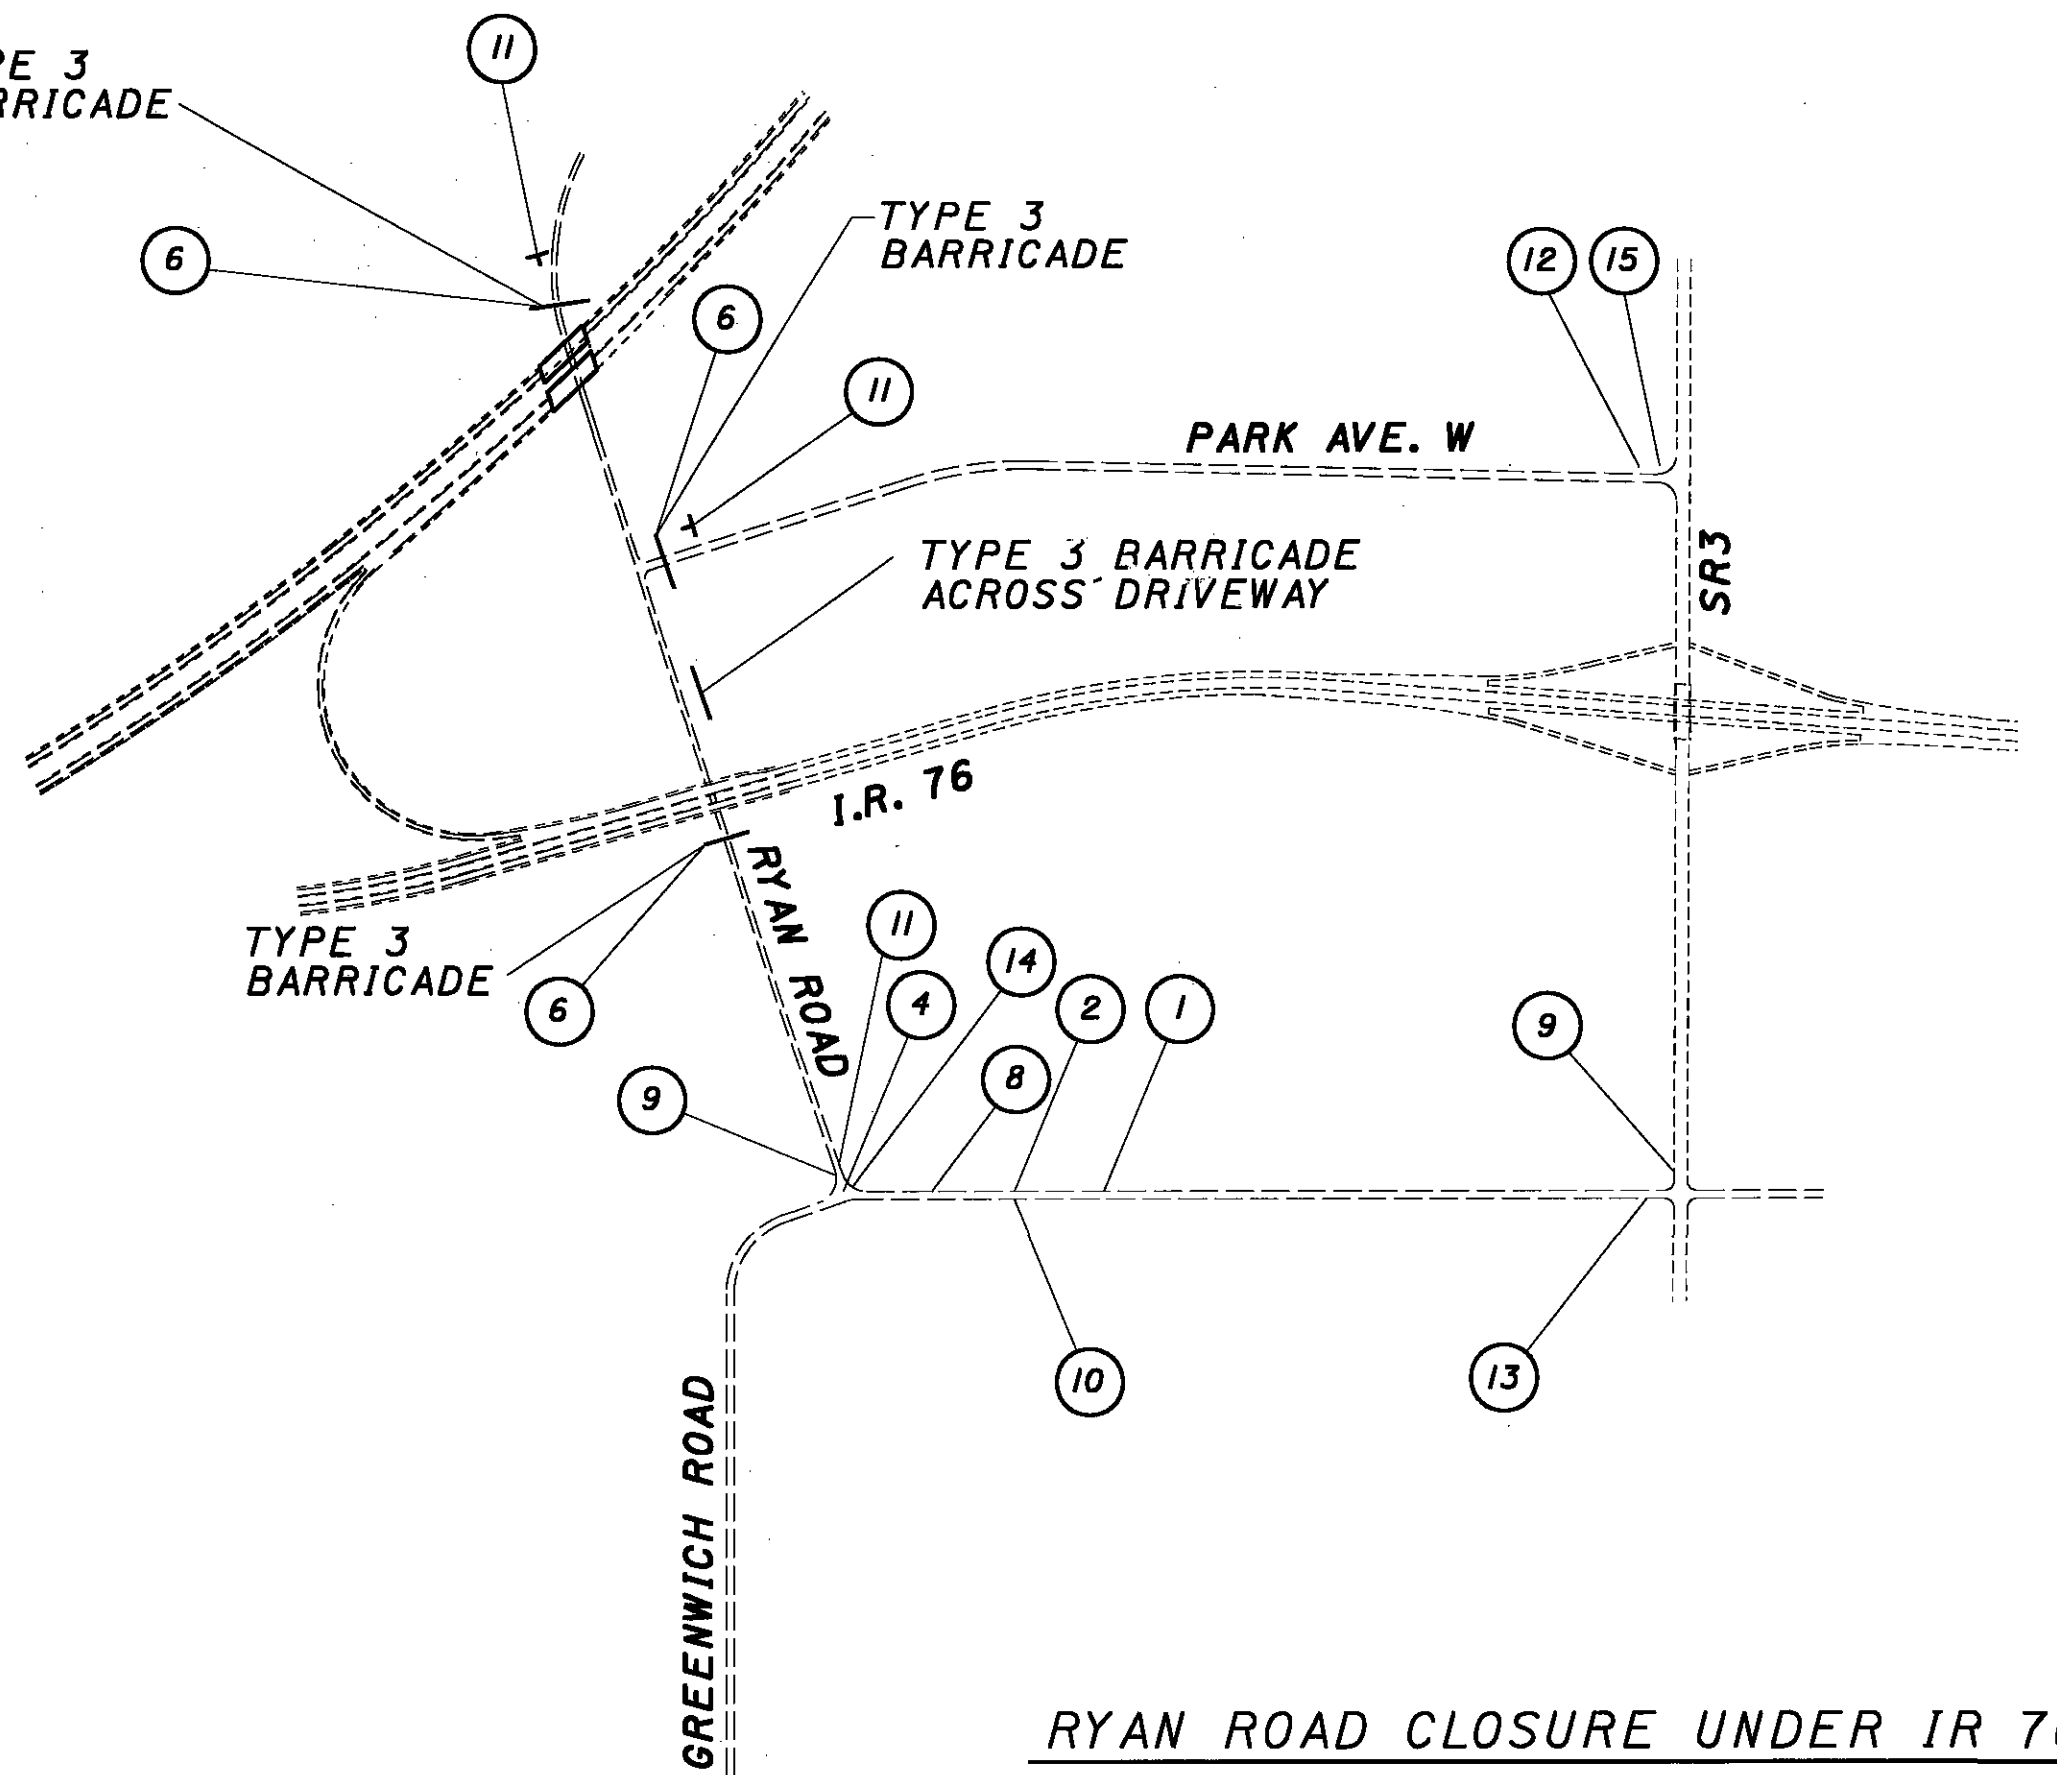 11
PE 3
RRICADE
6
TYPE 3
BARRICADE
6
11
12
15
PARK AVE. W
TYPE 3 BARRICADE
ACROSS DRIVEWAY
SR3
I.R. 76
RYAN ROAD
TYPE 3
BARRICADE
6
11
14
4
2
1
8
9
9
10
13
GREENWICH ROAD
RYAN ROAD CLOSURE UNDER IR 76